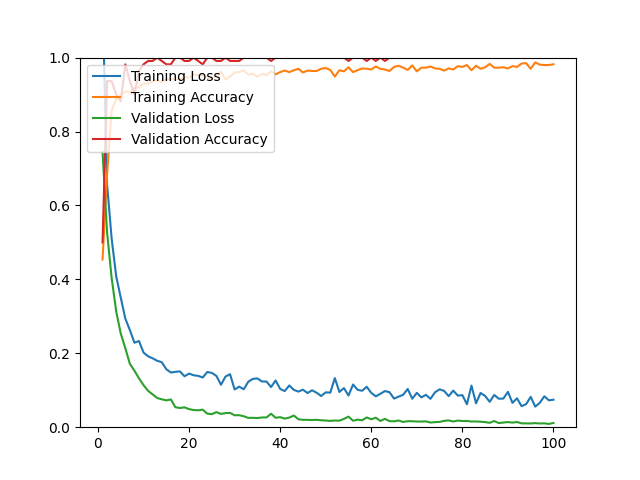 1.0
0.8
0.6
0.4
0.2
0.0
Training Loss
Training Accuracy
Validation Loss
Validation Accuracy
0 20 40 60 80 100